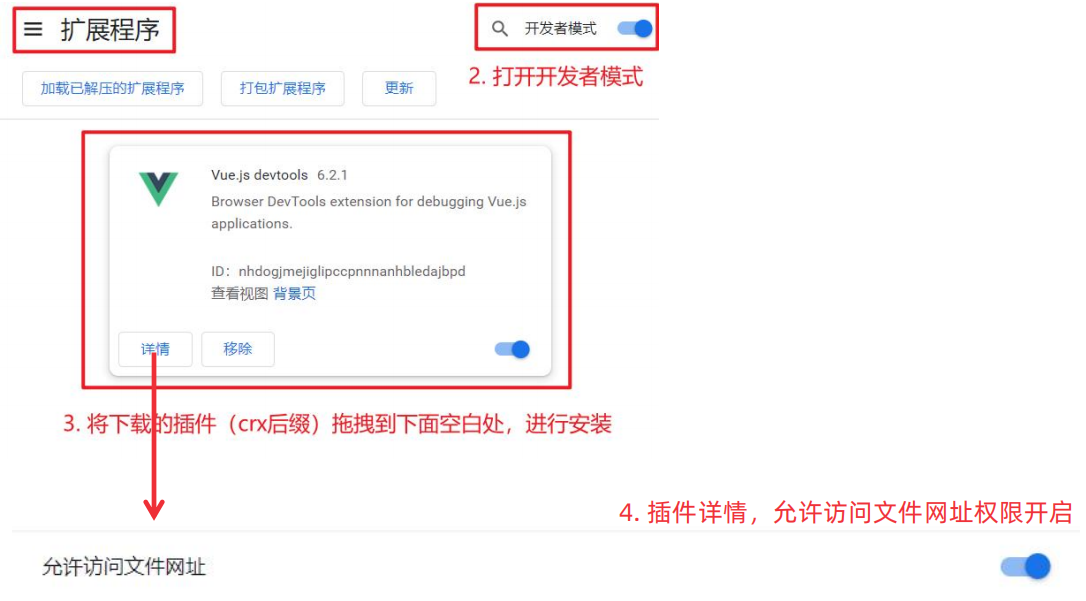 扩展程序
开发者模式
2. 打开开发者模式
加载已解压的扩展程序
打包扩展程序
更新
Vue.js devtools 6.2.1
Browser DevTools extension for debugging Vue.js
applications.
ID：nhdogjmejiglipccpnnnanhbledajbpd
查看视图 背景页
详情
移除
3. 将下载的插件（crx后缀）拖拽到下面空白处，进行安装
4. 插件详情，允许访问文件网址权限开启
允许访问文件网址